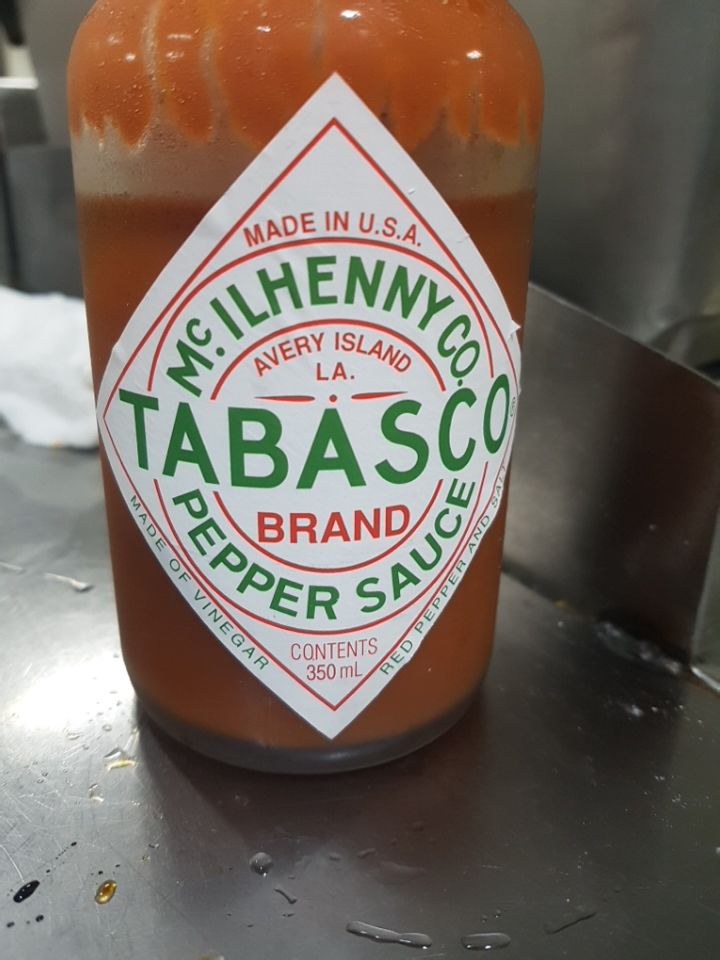 MADE IN U.S.A.
McILHENNY CO.
AVERY ISLAND
LA.
TABASCO®
BRAND
PEPPER SAUCE
MADE OF VINEGAR
RED PEPPER AND SALT
CONTENTS
350 mL